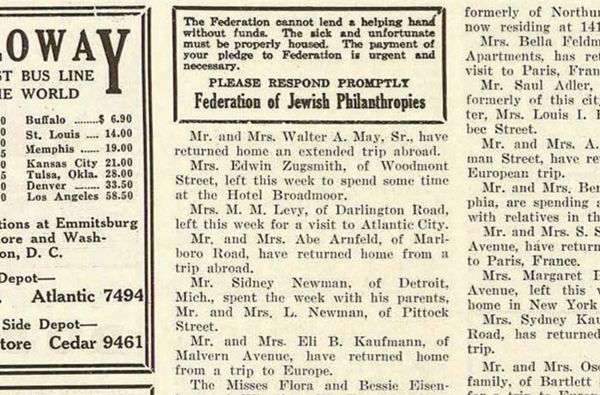 LOWAY
ST BUS LINE
THE WORLD
Buffalo .......$ 6.90
St. Louis .... 14.00
Memphis ...... 19.00
Kansas City 21.00
Tulsa, Okla. 28.00
Denver ........ 33.50
Los Angeles 58.50
tions at Emmitsburg
ore and Wash-
on, D. C.
Depot—
Atlantic 7494
Side Depot—
tore Cedar 9461
The Federation cannot lend a helping hand
without funds. The sick and unfortunate
must be properly housed. The payment of
your pledge to Federation is urgent and
necessary.
PLEASE RESPOND PROMPTLY
Federation of Jewish Philanthropies
Mr. and Mrs. Walter A. May, Sr., have
returned home an extended trip abroad.
Mrs. Edwin Zugsmith, of Woodmont
Street, left this week to spend some time
at the Hotel Broadmoor.
Mrs. M. M. Levy, of Darlington Road,
left this week for a visit to Atlantic City.
Mr. and Mrs. Abe Arnfeld, of Marl-
boro Road, have returned home from a
trip abroad.
Mr. Sidney Newman, of Detroit,
Mich., spent the week with his parents,
Mr. and Mrs. L. Newman, of Pittock
Street.
Mr. and Mrs. Eli B. Kaufmann, of
Malvern Avenue, have returned home
from a trip to Europe.
The Misses Flora and Bessie Eisen-
formerly of Northum
now residing at 141
Mrs. Bella Feldm
Apartments, has ret
visit to Paris, Fran
Mr. Saul Adler,
formerly of this city
ter, Mrs. Louis I. F
bec Street.
Mr. and Mrs. A.
man Street, have re
European trip.
Mr. and Mrs. Ber
phia, are spending a
with relatives in th
Mr. and Mrs. S. S
Avenue, have return
to Paris, France.
Mrs. Margaret B
Avenue, left this w
home in New York
Mrs. Sydney Kau
Road, has returned
trip.
Mr. and Mrs. Osc
family, of Bartlett S